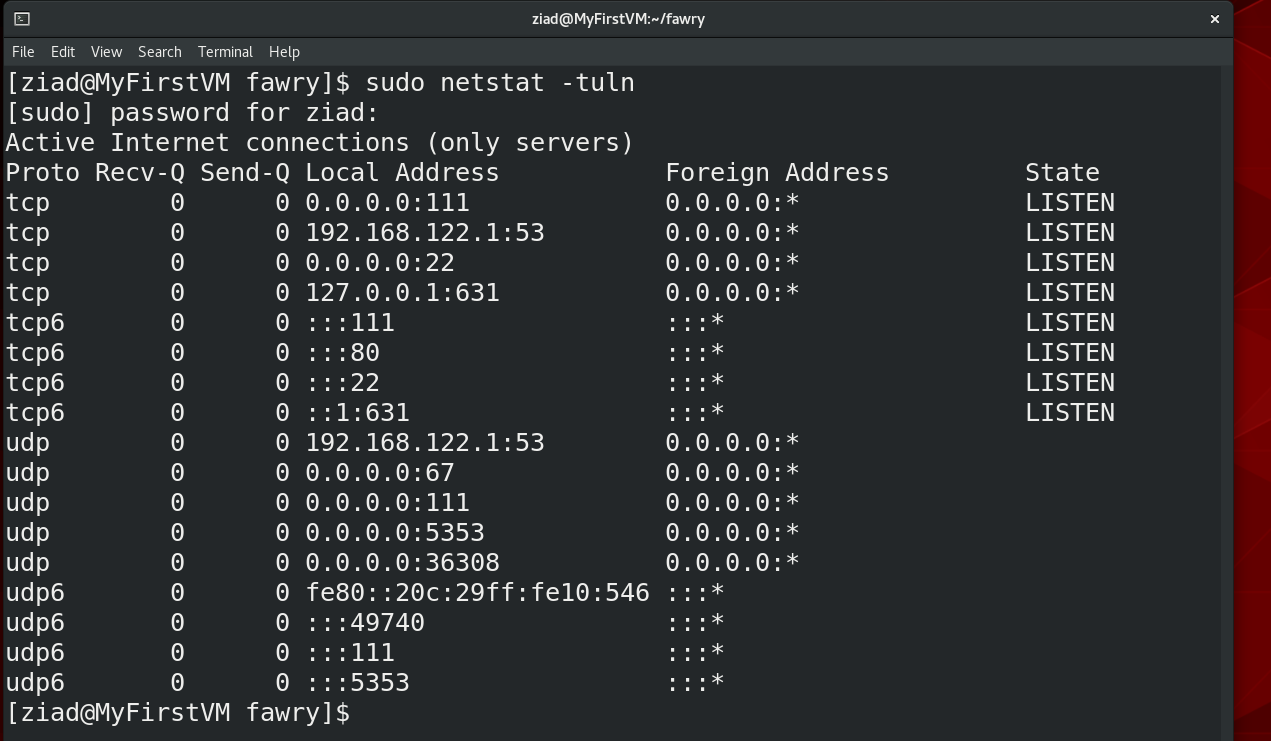 ziad@MyFirstVM:~/fawry ×
File Edit View Search Terminal Help
[ziad@MyFirstVM fawry]$ sudo netstat -tuln
[sudo] password for ziad:
Active Internet connections (only servers)
Proto Recv-Q Send-Q Local Address           Foreign Address         State
tcp        0      0 0.0.0.0:111             0.0.0.0:*               LISTEN
tcp        0      0 192.168.122.1:53        0.0.0.0:*               LISTEN
tcp        0      0 0.0.0.0:22              0.0.0.0:*               LISTEN
tcp        0      0 127.0.0.1:631           0.0.0.0:*               LISTEN
tcp6       0      0 :::111                  :::*                    LISTEN
tcp6       0      0 :::80                   :::*                    LISTEN
tcp6       0      0 :::22                   :::*                    LISTEN
tcp6       0      0 ::1:631                 :::*                    LISTEN
udp        0      0 192.168.122.1:53        0.0.0.0:*
udp        0      0 0.0.0.0:67              0.0.0.0:*
udp        0      0 0.0.0.0:111             0.0.0.0:*
udp        0      0 0.0.0.0:5353            0.0.0.0:*
udp        0      0 0.0.0.0:36308           0.0.0.0:*
udp6       0      0 fe80::20c:29ff:fe10:546 :::*
udp6       0      0 :::49740                :::*
udp6       0      0 :::111                  :::*
udp6       0      0 :::5353                 :::*
[ziad@MyFirstVM fawry]$